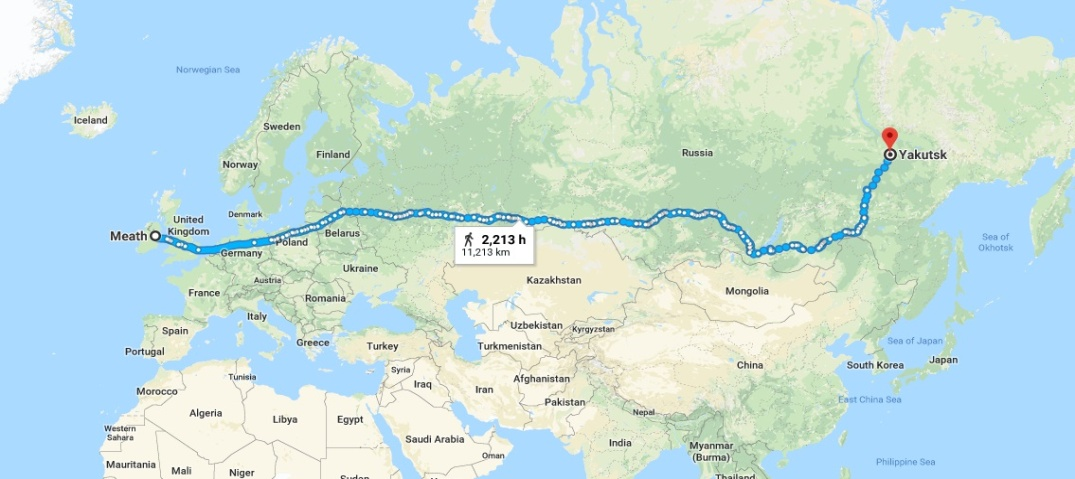 Norwegian Sea
Iceland
Sweden
Finland
Norway
Russia
Yakutsk
Denmark
United
Kingdom
Meath
Belarus
Poland
Germany
2,213 h
11,213 km
Sea of
Okhotsk
Ukraine
Kazakhstan
Austria
France
Mongolia
Romania
Italy
Spain
Uzbekistan
Kyrgyzstan
Greece
Turkey
Turkmenistan
Portugal
Sea of Japan
Japan
South Korea
China
Syria
Tunisia
Iraq
Iran
Afghanistan
Morocco
Pakistan
East China Sea
Algeria
Libya
Egypt
Nepal
Western
Sahara
Saudi Arabia
India
Myanmar
(Burma)
Oman
Mauritania
Mali
Niger
Sudan
Philippine Sea
Thailand